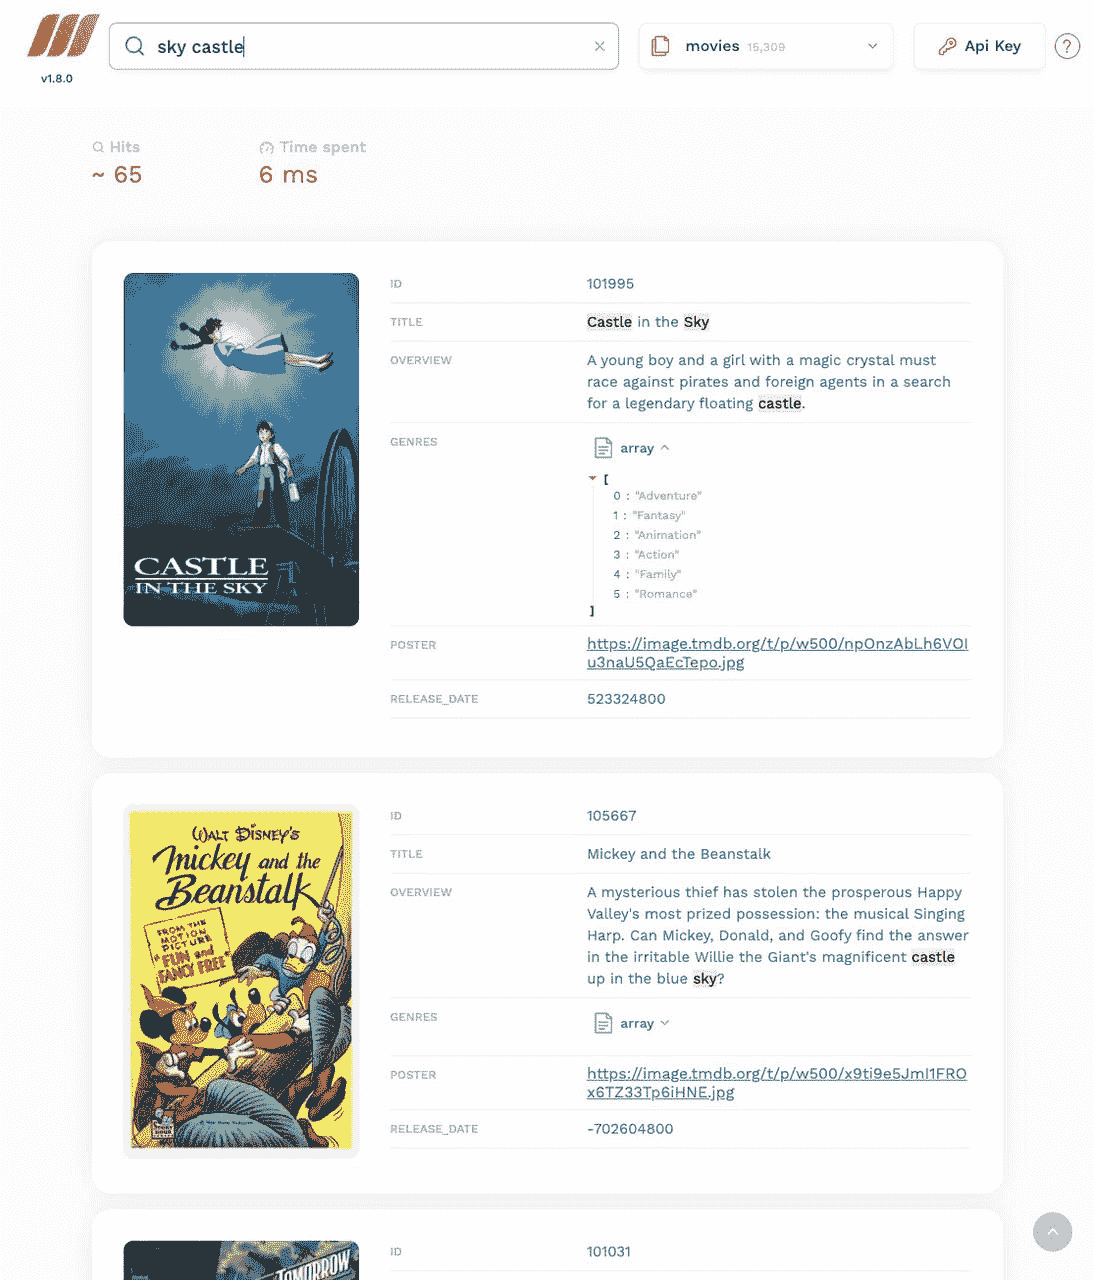 sky castle
movies 15,309
Api Key
?
v1.8.0
Hits
~ 65
Time spent
6 ms
CASTLE
IN THE SKY
ID
101995
TITLE
Castle in the Sky
OVERVIEW
A young boy and a girl with a magic crystal must
race against pirates and foreign agents in a search
for a legendary floating castle.
GENRES
array
[
0 : "Adventure"
1 : "Fantasy"
2 : "Animation"
3 : "Action"
4 : "Family"
5 : "Romance"
]
POSTER
https://image.tmdb.org/t/p/w500/npOnzAbLh6VOI
u3naU5QaEcTepo.jpg
RELEASE_DATE
523324800
WALT DISNEY'S
Mickey and the
Beanstalk
FROM THE
MOTION
PICTURE
"FUN and
FANCY FREE"
ID
105667
TITLE
Mickey and the Beanstalk
OVERVIEW
A mysterious thief has stolen the prosperous Happy
Valley's most prized possession: the musical Singing
Harp. Can Mickey, Donald, and Goofy find the answer
in the irritable Willie the Giant's magnificent castle
up in the blue sky?
GENRES
array
POSTER
https://image.tmdb.org/t/p/w500/x9ti9e5JmI1FRO
x6TZ33Tp6iHNE.jpg
RELEASE_DATE
-702604800
TOMORROW
ID
101031